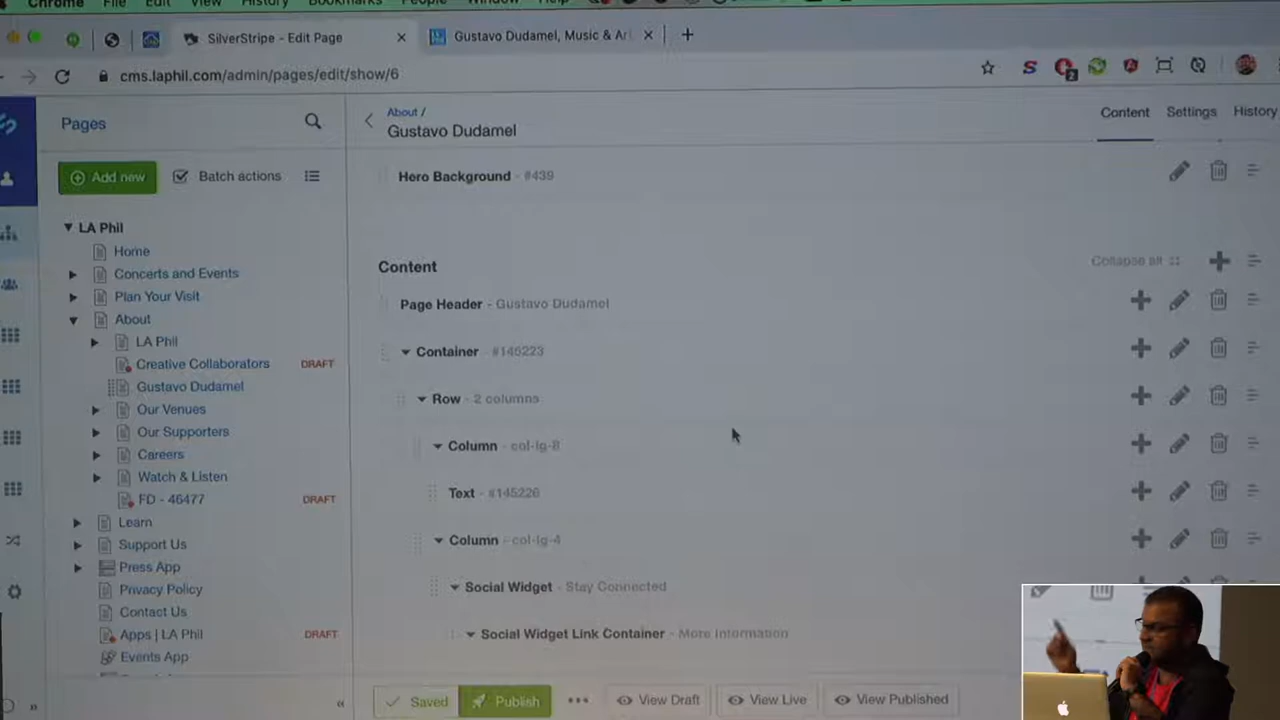 Chrome File Edit View History Bookmarks People Window Help
SilverStripe - Edit Page
Gustavo Dudamel, Music & Ar
cms.laphil.com/admin/pages/edit/show/6
2
Pages
About /
Gustavo Dudamel
Content Settings History
Add new Batch actions
Hero Background - #439
LA Phil
Home
Concerts and Events
Plan Your Visit
About
LA Phil
Creative Collaborators DRAFT
Gustavo Dudamel
Our Venues
Our Supporters
Careers
Watch & Listen
FD - 46477 DRAFT
Learn
Support Us
Press App
Privacy Policy
Contact Us
Apps | LA Phil DRAFT
Events App
Content
Collapse all
Page Header - Gustavo Dudamel
Container - #145223
Row - 2 columns
Column - col-lg-8
Text - #145226
Column - col-lg-4
Social Widget - Stay Connected
Social Widget Link Container - More Information
Saved Publish ••• View Draft View Live View Published
«
»